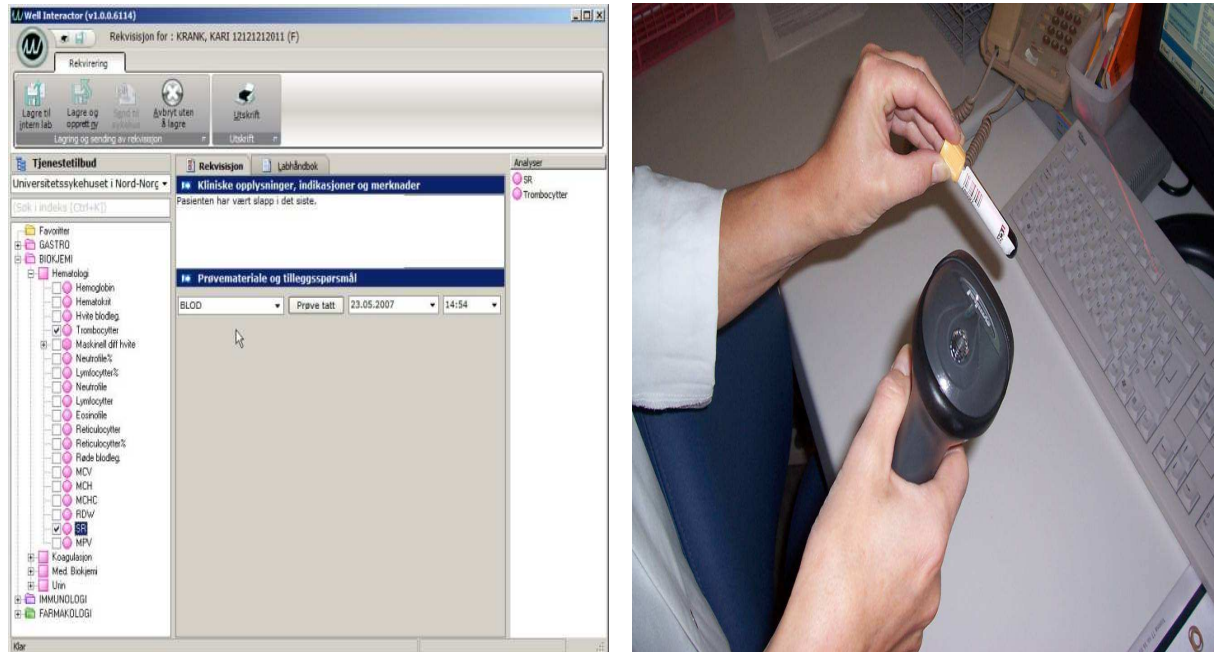 Well Interactor (v1.0.0.6114)
Rekvisisjon for : KRANK, KARI 12121212011 (F)
Rekvirering
Lagre til intern lab
Lagre og opprett ny
Send til sykehus
Avbryt uten å lagre
Utskrift
Lagring og sending av rekvisisjon
Utskrift
Tjenestetilbud
Universitetssykehuset i Nord-Norg
(Søk i indeks [Ctrl+K])
Favoritter
GASTRO
BIOKJEMI
Hematologi
Hemoglobin
Hematokrit
Hvite blodleg.
Trombocytter
Maskinell diff hvite
Neutrofile%
Lymfocytter%
Neutrofile
Lymfocytter
Eosinofile
Reticulocytter
Reticulocytter%
Røde blodleg.
MCV
MCH
MCHC
RDW
SR
MPV
Koagulasjon
Med. Biokjemi
Urin
IMMUNOLOGI
FARMAKOLOGI
Rekvisisjon
Labhåndbok
Kliniske opplysninger, indikasjoner og merknader
Pasienten har vært slapp i det siste.
Prøvemateriale og tilleggsspørsmål
BLOD
Prøve tatt
23.05.2007
14:54
Analyser
SR
Trombocytter
Klar